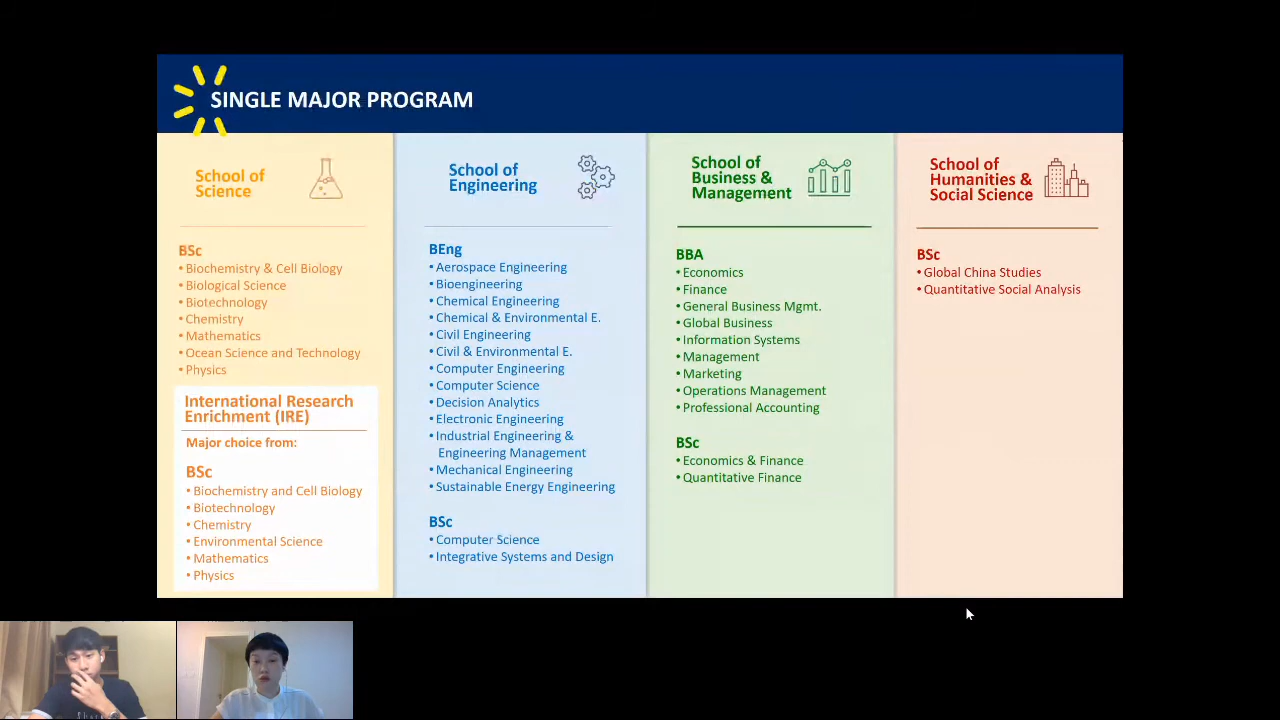 SINGLE MAJOR PROGRAM
School of
Science
BSc
• Biochemistry & Cell Biology
• Biological Science
• Biotechnology
• Chemistry
• Mathematics
• Ocean Science and Technology
• Physics
International Research
Enrichment (IRE)
Major choice from:
BSc
• Biochemistry and Cell Biology
• Biotechnology
• Chemistry
• Environmental Science
• Mathematics
• Physics
School of
Engineering
BEng
• Aerospace Engineering
• Bioengineering
• Chemical Engineering
• Chemical & Environmental E.
• Civil Engineering
• Civil & Environmental E.
• Computer Engineering
• Computer Science
• Decision Analytics
• Electronic Engineering
• Industrial Engineering &
Engineering Management
• Mechanical Engineering
• Sustainable Energy Engineering
BSc
• Computer Science
• Integrative Systems and Design
School of
Business &
Management
BBA
• Economics
• Finance
• General Business Mgmt.
• Global Business
• Information Systems
• Management
• Marketing
• Operations Management
• Professional Accounting
BSc
• Economics & Finance
• Quantitative Finance
School of
Humanities &
Social Science
BSc
• Global China Studies
• Quantitative Social Analysis